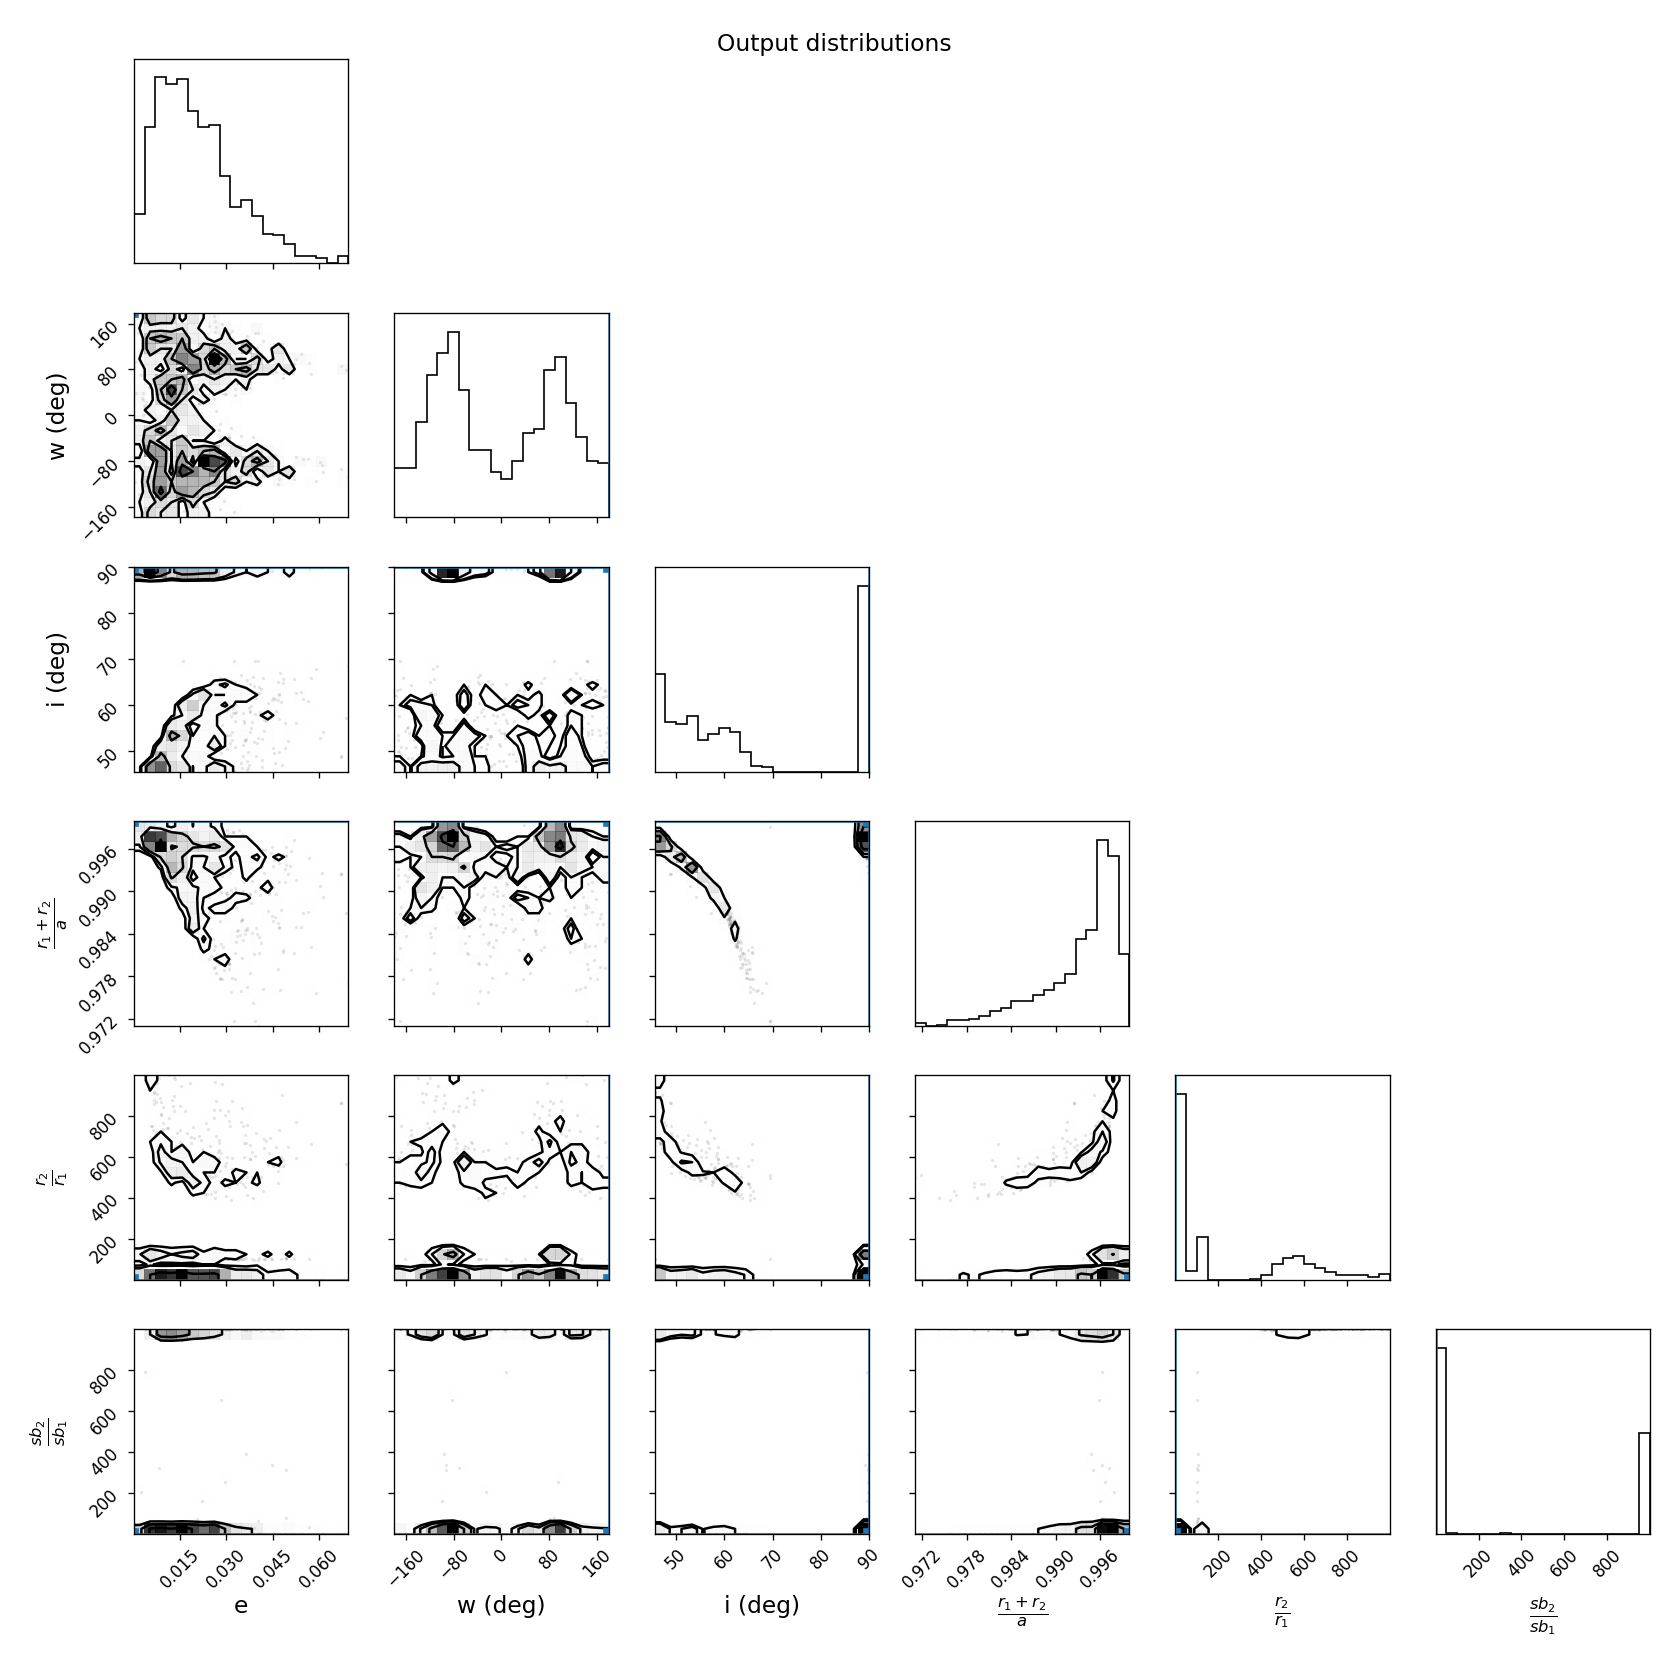 Output distributions
w (deg)
160
80
0
−80
−160
i (deg)
90
80
70
60
50
r₁ + r₂
a
0.996
0.990
0.984
0.978
0.972
r₂
r₁
800
600
400
200
sb₂
sb₁
800
600
400
200
0.015 0.030 0.045 0.060
−160 −80 0 80 160
50 60 70 80 90
0.972 0.978 0.984 0.990 0.996
200 400 600 800
200 400 600 800
e
w (deg)
i (deg)
r₁ + r₂
a
r₂
r₁
sb₂
sb₁